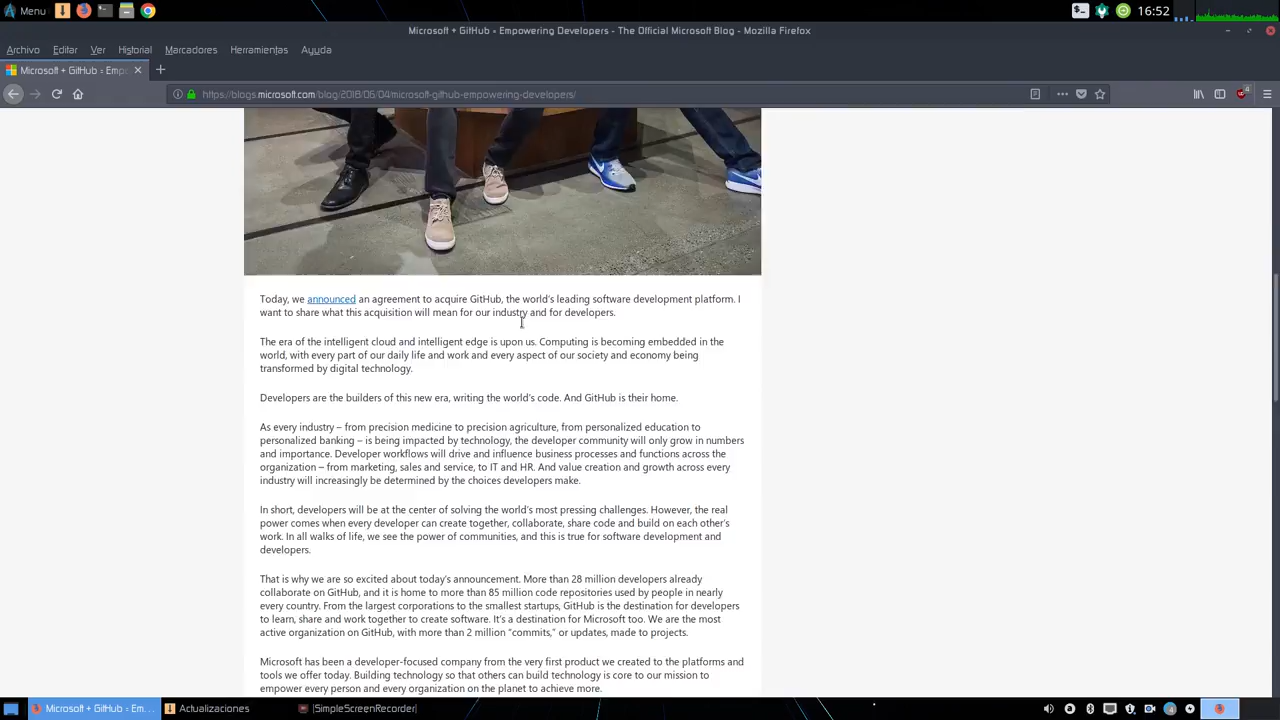 Menu
16:52
Microsoft + GitHub = Empowering Developers - The Official Microsoft Blog - Mozilla Firefox
Archivo Editar Ver Historial Marcadores Herramientas Ayuda
Microsoft + GitHub = Empo
https://blogs.microsoft.com/blog/2018/06/04/microsoft-github-empowering-developers/
4
Today, we announced an agreement to acquire GitHub, the world's leading software development platform. I
want to share what this acquisition will mean for our industry and for developers.
The era of the intelligent cloud and intelligent edge is upon us. Computing is becoming embedded in the
world, with every part of our daily life and work and every aspect of our society and economy being
transformed by digital technology.
Developers are the builders of this new era, writing the world's code. And GitHub is their home.
As every industry – from precision medicine to precision agriculture, from personalized education to
personalized banking – is being impacted by technology, the developer community will only grow in numbers
and importance. Developer workflows will drive and influence business processes and functions across the
organization – from marketing, sales and service, to IT and HR. And value creation and growth across every
industry will increasingly be determined by the choices developers make.
In short, developers will be at the center of solving the world's most pressing challenges. However, the real
power comes when every developer can create together, collaborate, share code and build on each other's
work. In all walks of life, we see the power of communities, and this is true for software development and
developers.
That is why we are so excited about today's announcement. More than 28 million developers already
collaborate on GitHub, and it is home to more than 85 million code repositories used by people in nearly
every country. From the largest corporations to the smallest startups, GitHub is the destination for developers
to learn, share and work together to create software. It's a destination for Microsoft too. We are the most
active organization on GitHub, with more than 2 million “commits,” or updates, made to projects.
Microsoft has been a developer-focused company from the very first product we created to the platforms and
tools we offer today. Building technology so that others can build technology is core to our mission to
empower every person and every organization on the planet to achieve more.
Microsoft + GitHub = Em... Actualizaciones [SimpleScreenRecorder] 4